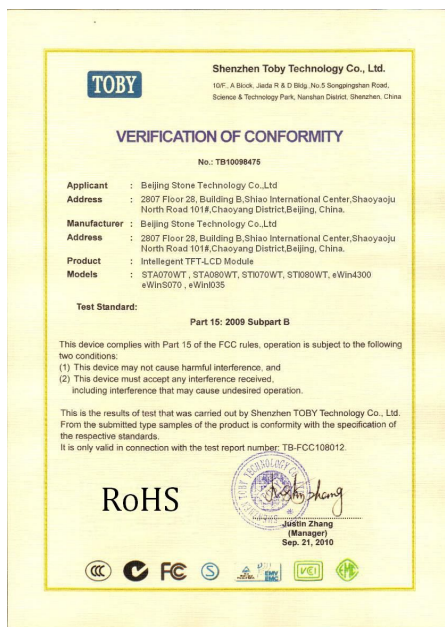 TOBY
Shenzhen Toby Technology Co., Ltd.
10/F., A Block, Jiada R & D Bldg.,No.5 Songpingshan Road,
Science & Technology Park, Nanshan District, Shenzhen, China
VERIFICATION OF CONFORMITY
No.: TB10098475
Applicant : Beijing Stone Technology Co.,Ltd
Address : 2807 Floor 28, Building B,Shiao International Center,Shaoyaoju
North Road 101#,Chaoyang District,Beijing, China.
Manufacturer : Beijing Stone Technology Co.,Ltd
Address : 2807 Floor 28, Building B,Shiao International Center,Shaoyaoju
North Road 101#,Chaoyang District,Beijing, China.
Product : Intellegent TFT-LCD Module
Models : STA070WT , STA080WT, STI070WT, STI080WT, eWin4300
eWinS070 , eWinI035
Test Standard:
Part 15: 2009 Subpart B
This device complies with Part 15 of the FCC rules, operation is subject to the following
two conditions:
(1) This device may not cause harmful interference, and
(2) This device must accept any interference received,
including interference that may cause undesired operation.
This is the results of test that was carried out by Shenzhen TOBY Technology Co., Ltd.
From the submitted type samples of the product is conformity with the specification of
the respective standards.
It is only valid in connection with the test report number: TB-FCC108012.
RoHS
Justin Zhang
Justin Zhang
(Manager)
Sep. 21, 2010
CCC
FC
S
EMV
EMC
VCI
EMC